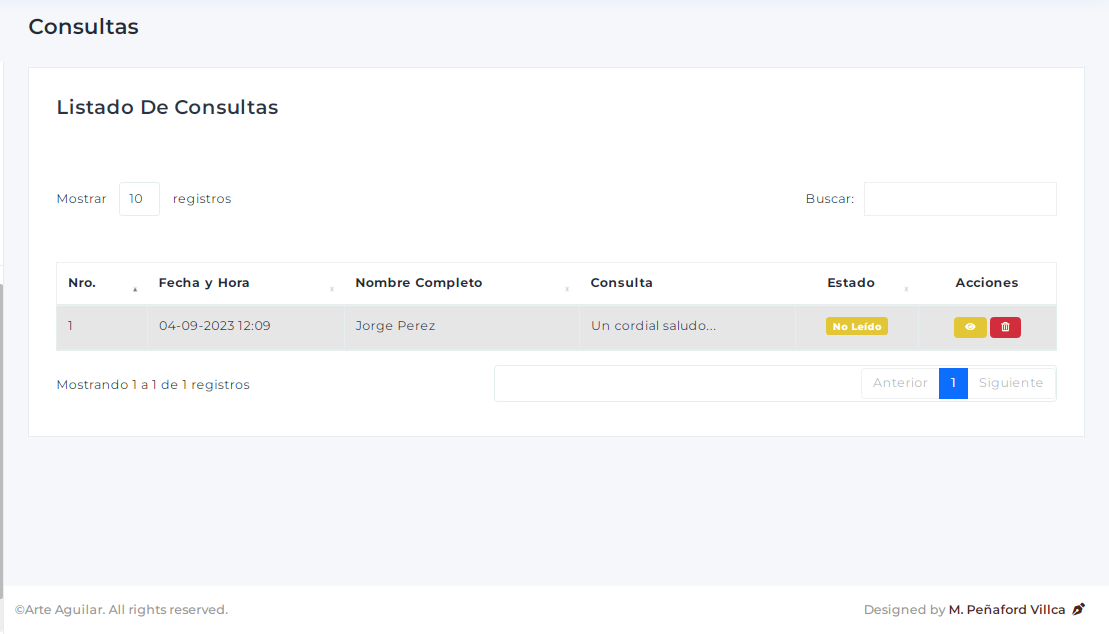 Consultas
Listado De Consultas
Mostrar 10 registros Buscar:
Nro. Fecha y Hora Nombre Completo Consulta Estado Acciones
1 04-09-2023 12:09 Jorge Perez Un cordial saludo... No Leído
Mostrando 1 a 1 de 1 registros Anterior 1 Siguiente
©Arte Aguilar. All rights reserved. Designed by M. Peñaford Villca